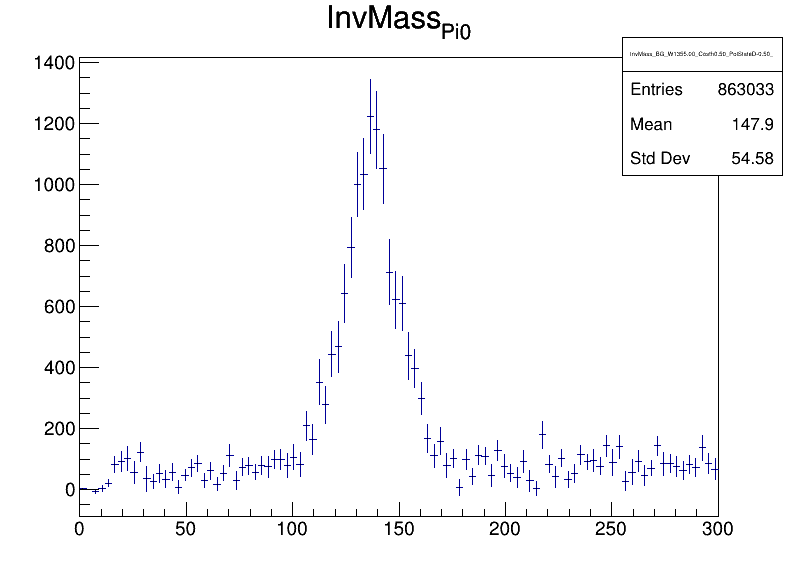 InvMass_Pi0
InvMass_BG_W1355.00_Costh0.50_PolStateD-0.50_
Entries 863033
Mean 147.9
Std Dev 54.58
1400
1200
1000
800
600
400
200
0
0 50 100 150 200 250 300